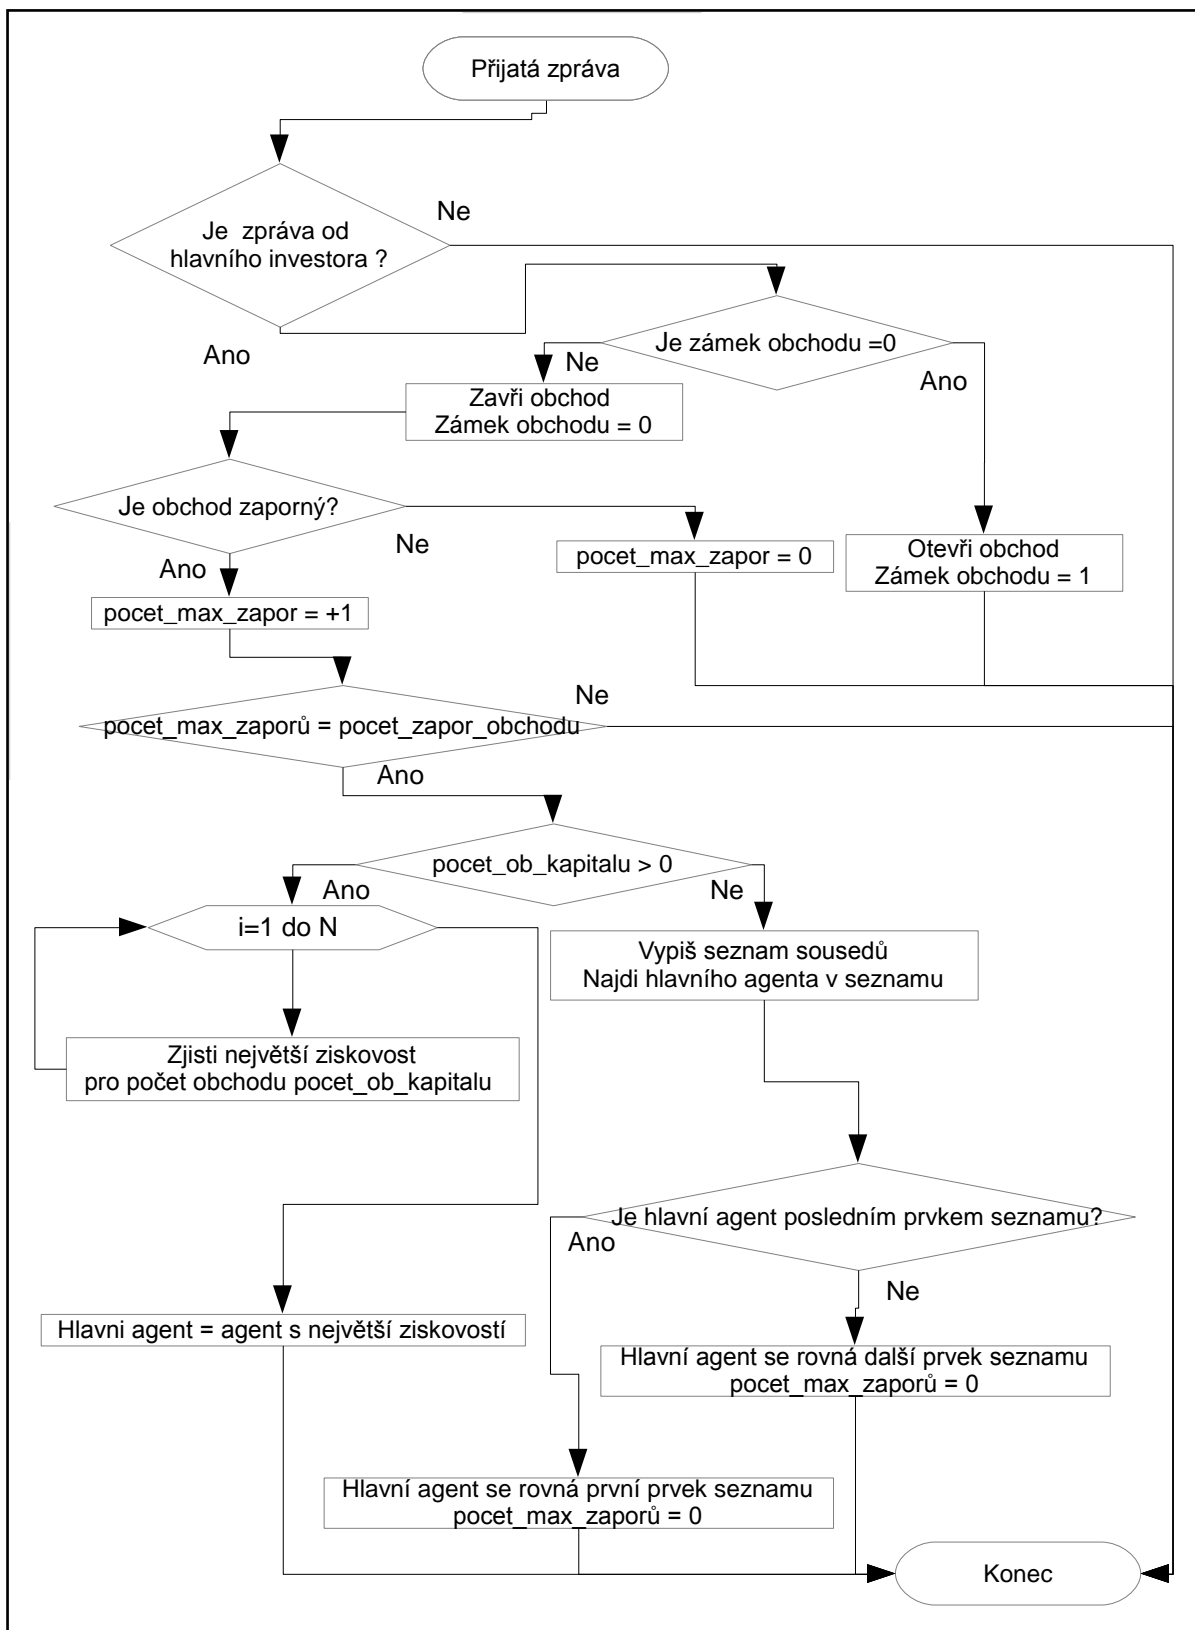 Přijatá zpráva
Ne
Je zpráva od
hlavního investora ?
Je zámek obchodu =0
Ano
Ne
Ano
Zavři obchod
Zámek obchodu = 0
Je obchod zaporný?
Ne
Ano
pocet_max_zapor = 0
Otevři obchod
Zámek obchodu = 1
pocet_max_zapor = +1
Ne
pocet_max_zaporů = pocet_zapor_obchodu
Ano
pocet_ob_kapitalu > 0
Ano
Ne
i=1 do N
Vypiš seznam sousedů
Najdi hlavního agenta v seznamu
Zjisti největší ziskovost
pro počet obchodu pocet_ob_kapitalu
Je hlavní agent posledním prvkem seznamu?
Ano
Ne
Hlavni agent = agent s největší ziskovostí
Hlavní agent se rovná další prvek seznamu
pocet_max_zaporů = 0
Hlavní agent se rovná první prvek seznamu
pocet_max_zaporů = 0
Konec